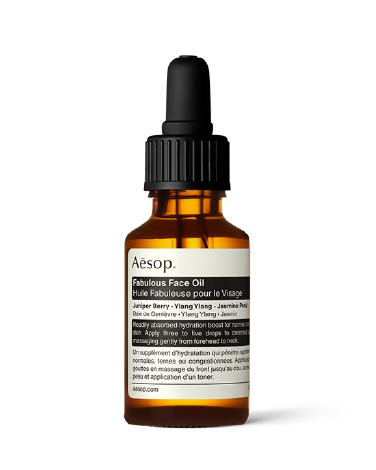 Aēsop.
Fabulous Face Oil
Huile Fabuleuse pour le Visage
Juniper Berry · Ylang Ylang · Jasmine Petal
Baie de Genièvre · Ylang Ylang · Jasmin
Readily absorbed hydration boost for normal
skin. Apply three to five drops to cleansed
massaging gently from forehead to neck
Un supplément d'hydratation qui pénètre
normales, ternes ou congestionnées.
gouttes en massage du front jusqu'au cou,
peau et application d'un toner.
aesop.com